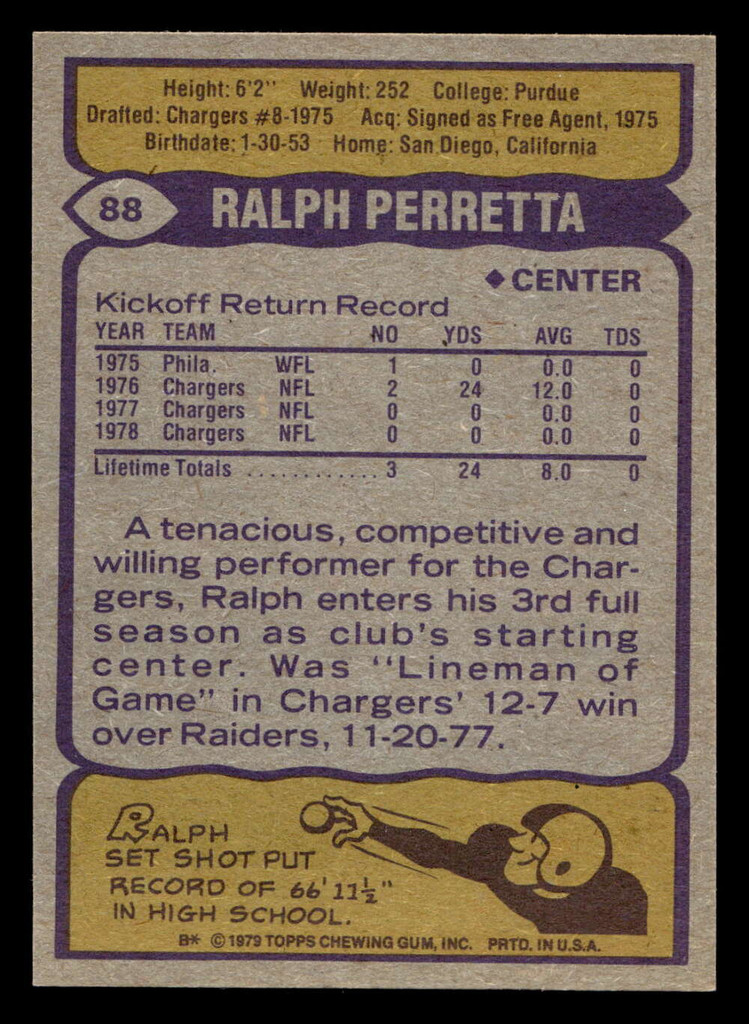 Height: 6'2" Weight: 252 College: Purdue
Drafted: Chargers #8-1975 Acq: Signed as Free Agent, 1975
Birthdate: 1-30-53 Home: San Diego, California
88 RALPH PERRETTA
◆ CENTER
Kickoff Return Record
YEAR TEAM NO YDS AVG TDS
1975 Phila. WFL 1 0 0.0 0
1976 Chargers NFL 2 24 12.0 0
1977 Chargers NFL 0 0 0.0 0
1978 Chargers NFL 0 0 0.0 0
Lifetime Totals ............ 3 24 8.0 0
A tenacious, competitive and
willing performer for the Char-
gers, Ralph enters his 3rd full
season as club's starting
center. Was "Lineman of
Game" in Chargers' 12-7 win
over Raiders, 11-20-77.
RALPH
SET SHOT PUT
RECORD OF 66' 11½"
IN HIGH SCHOOL.
B* © 1979 TOPPS CHEWING GUM, INC. PRTD. IN U.S.A.